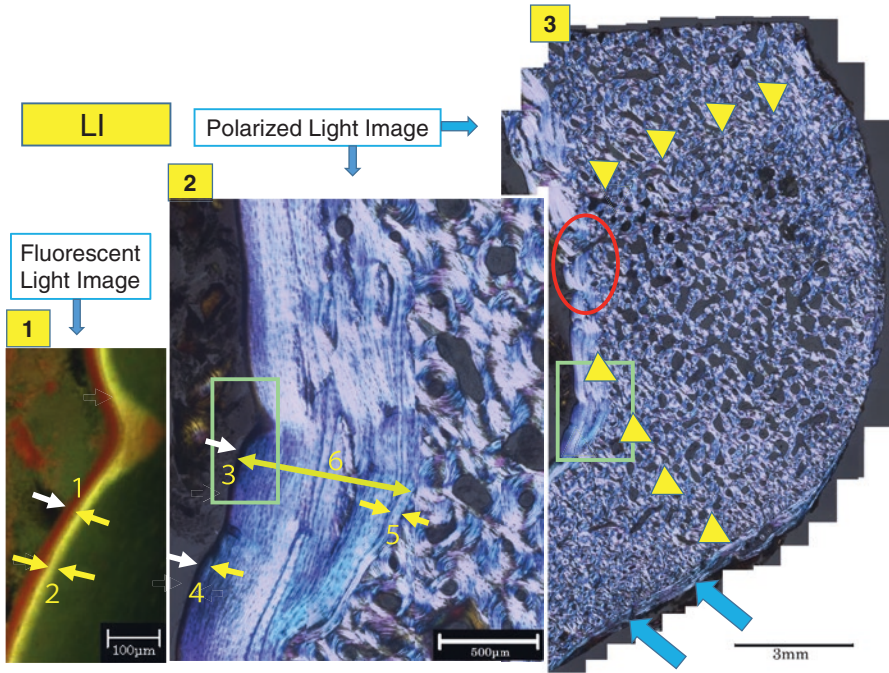 3
LI
Polarized Light Image
2
Fluorescent
Light Image
1
6
3
1
5
4
2
100μm
500μm
3mm